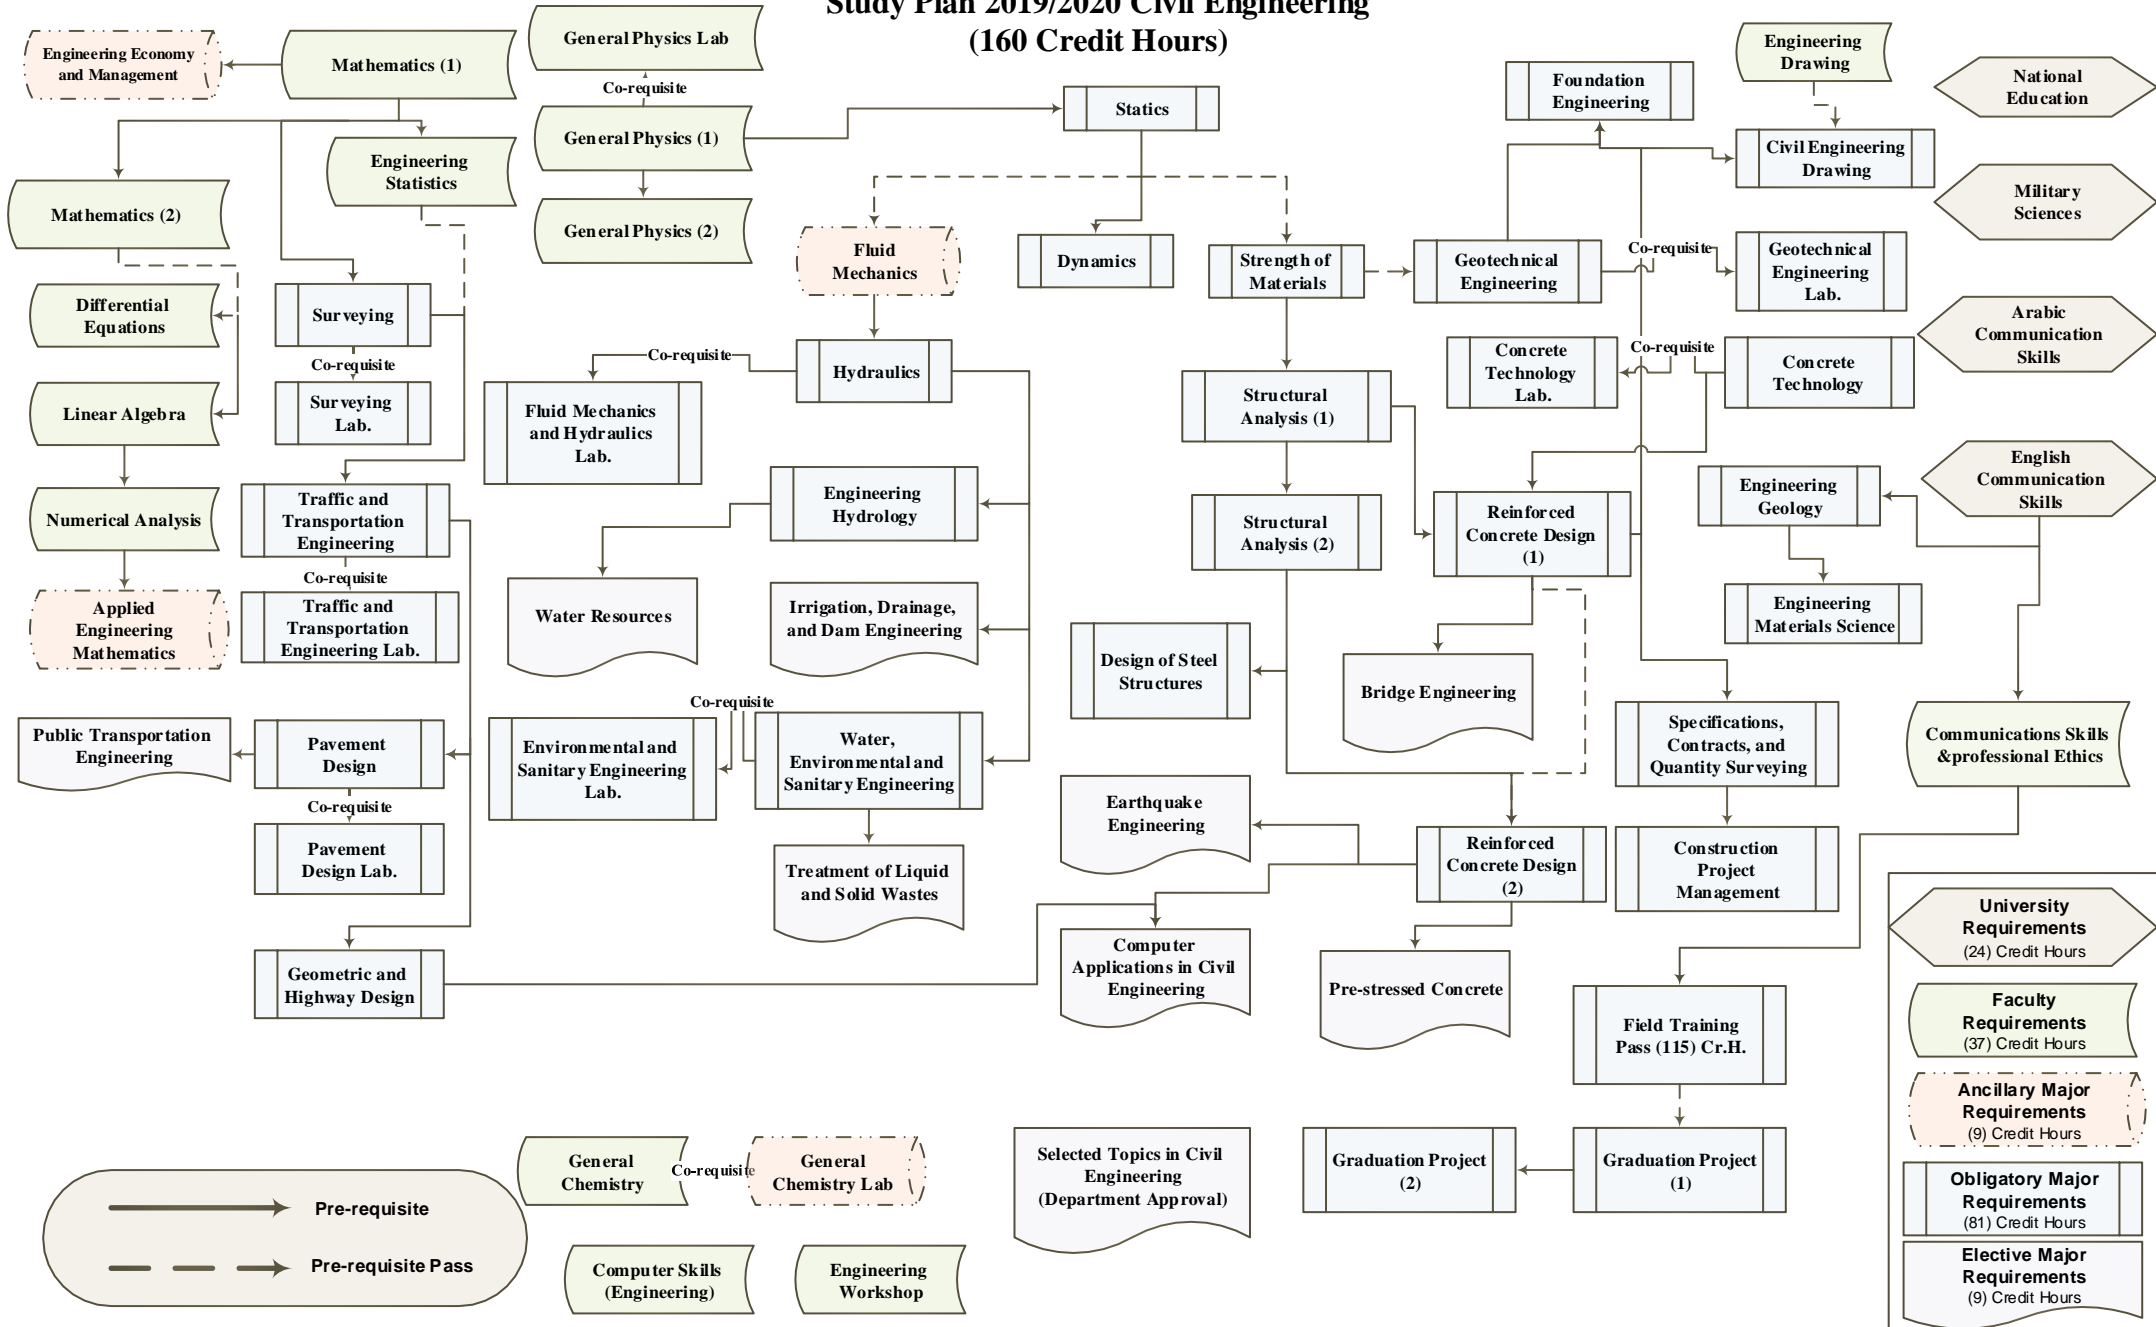 Study Plan 2019/2020 Civil Engineering
(160 Credit Hours)
Engineering Economy
and Management
Mathematics (1)
General Physics Lab
Co-requisite
General Physics (1)
General Physics (2)
Statics
Foundation
Engineering
Engineering
Drawing
Civil Engineering
Drawing
National
Education
Engineering
Statistics
Mathematics (2)
Military
Sciences
Fluid
Mechanics
Dynamics
Strength of
Materials
Geotechnical
Engineering
Co-requisite
Geotechnical
Engineering
Lab.
Differential
Equations
Surveying
Co-requisite
Surveying
Lab.
Arabic
Communication
Skills
Linear Algebra
Co-requisite
Hydraulics
Fluid Mechanics
and Hydraulics
Lab.
Structural
Analysis (1)
Concrete
Technology
Lab.
Co-requisite
Concrete
Technology
English
Communication
Skills
Numerical Analysis
Traffic and
Transportation
Engineering
Co-requisite
Traffic and
Transportation
Engineering Lab.
Engineering
Hydrology
Structural
Analysis (2)
Reinforced
Concrete Design
(1)
Engineering
Geology
Engineering
Materials Science
Applied
Engineering
Mathematics
Water Resources
Irrigation, Drainage,
and Dam Engineering
Design of Steel
Structures
Bridge Engineering
Specifications,
Contracts, and
Quantity Surveying
Communications Skills
&professional Ethics
Public Transportation
Engineering
Pavement
Design
Co-requisite
Pavement
Design Lab.
Co-requisite
Environmental and
Sanitary Engineering
Lab.
Water,
Environmental and
Sanitary Engineering
Treatment of Liquid
and Solid Wastes
Earthquake
Engineering
Reinforced
Concrete Design
(2)
Construction
Project
Management
Geometric and
Highway Design
Computer
Applications in Civil
Engineering
Pre-stressed Concrete
Field Training
Pass (115) Cr.H.
University
Requirements
(24) Credit Hours
Faculty
Requirements
(37) Credit Hours
Ancillary Major
Requirements
(9) Credit Hours
Obligatory Major
Requirements
(81) Credit Hours
Elective Major
Requirements
(9) Credit Hours
Pre-requisite
Pre-requisite Pass
General
Chemistry
Co-requisite
General
Chemistry Lab
Computer Skills
(Engineering)
Engineering
Workshop
Selected Topics in Civil
Engineering
(Department Approval)
Graduation Project
(2)
Graduation Project
(1)